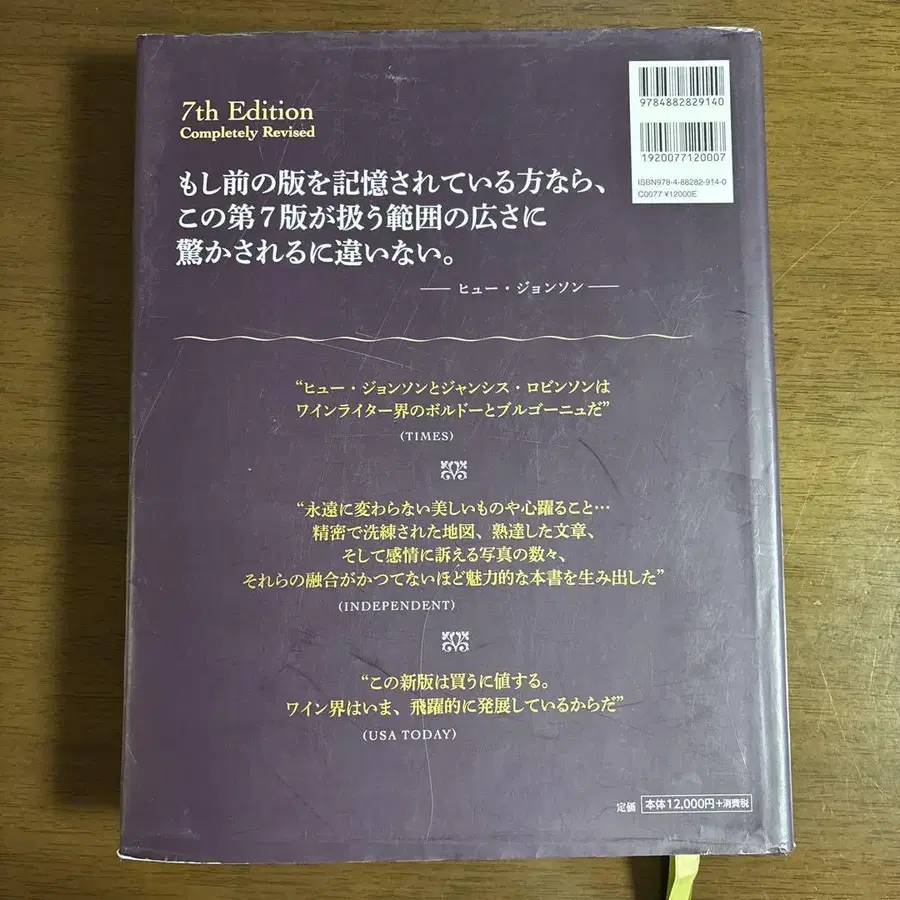 7th Edition
Completely Revised
9784882829140
1920077120007
ISBN978-4-88282-914-0
C0077 ¥12000E
もし前の版を記憶されている方なら、
この第7版が扱う範囲の広さに
驚かされるに違いない。
── ヒュー・ジョンソン ──
“ヒュー・ジョンソンとジャンシス・ロビンソンは
ワインライター界のボルドーとブルゴーニュだ”
(TIMES)
“永遠に変わらない美しいものや心躍ること…
精密で洗練された地図、熟達した文章、
そして感情に訴える写真の数々、
それらの融合がかつてないほど魅力的な本書を生み出した”
(INDEPENDENT)
“この新版は買うに値する。
ワイン界はいま、飛躍的に発展しているからだ”
(USA TODAY)
定価 本体12,000円+消費税